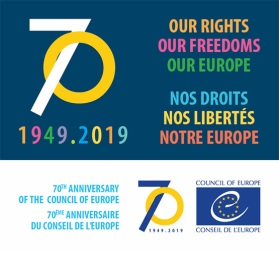 70
1949.2019
OUR RIGHTS
OUR FREEDOMS
OUR EUROPE
NOS DROITS
NOS LIBERTÉS
NOTRE EUROPE
70TH ANNIVERSARY
OF THE COUNCIL OF EUROPE
70ÈME ANNIVERSAIRE
DU CONSEIL DE L'EUROPE
70
1949.2019
COUNCIL OF EUROPE
CONSEIL DE L'EUROPE